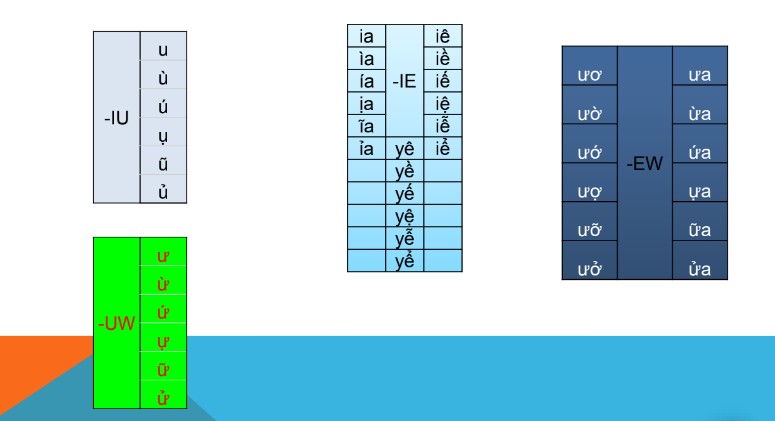 -IU
u
ù
ú
ụ
ũ
ủ
-UW
ư
ừ
ứ
ự
ữ
ử
ia iê
ìa iề
ía -IE iế
ịa iệ
ĩa iễ
ỉa yê iể
yề
yế
yệ
yễ
yể
ươ ưa
ườ ừa
ướ ứa
-EW
ượ ựa
ưỡ ữa
ưở ửa